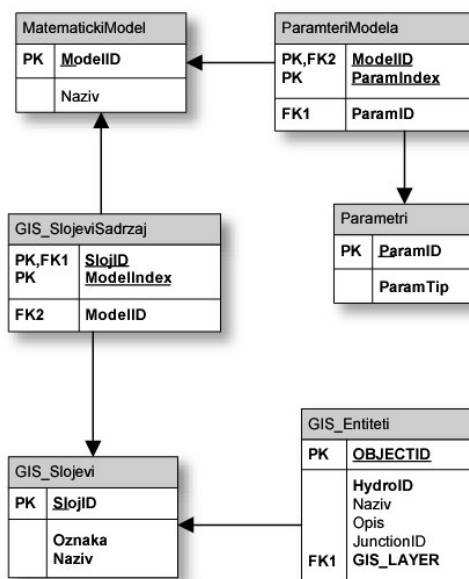 MatematickiModel
PK ModelID
Naziv
ParamteriModela
PK,FK2 ModelID
PK ParamIndex
FK1 ParamID
GIS_SlojeviSadrzaj
PK,FK1 SlojID
PK ModelIndex
FK2 ModelID
Parametri
PK ParamID
ParamTip
GIS_Slojevi
PK SlojID
Oznaka
Naziv
GIS_Entiteti
PK OBJECTID
HydroID
Naziv
Opis
JunctionID
FK1 GIS_LAYER